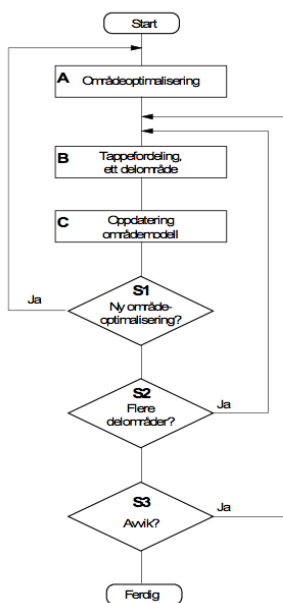 Start
A Områdeoptimalisering
B Tappefordeling,
ett delområde
C Oppdatering
områdemodell
S1
Ja Ny område-
optimalisering?
S2
Flere Ja
delområder?
S3 Ja
Avvik?
Ferdig